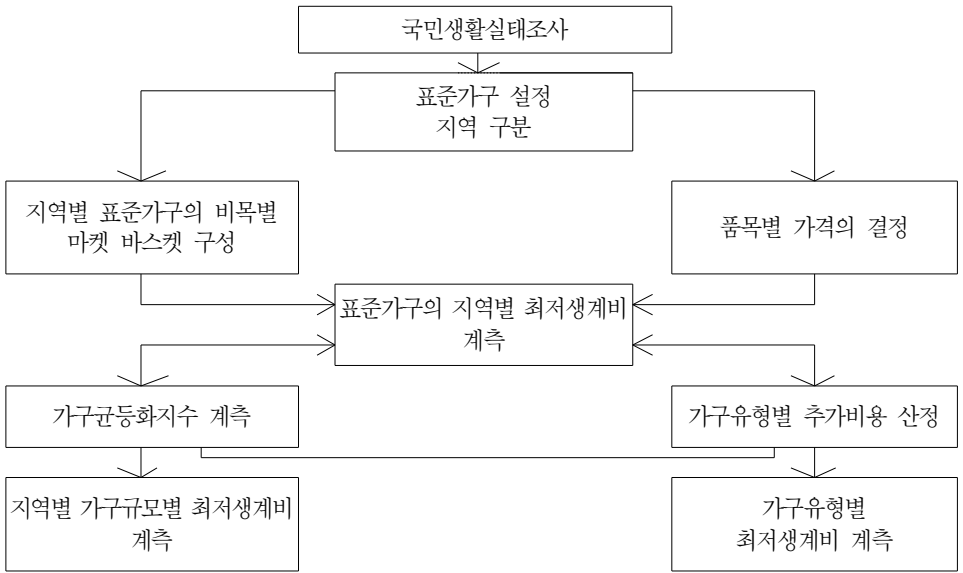 국민생활실태조사
표준가구 설정
지역 구분
지역별 표준가구의 비목별
마켓 바스켓 구성
품목별 가격의 결정
표준가구의 지역별 최저생계비
계측
가구균등화지수 계측
가구유형별 추가비용 산정
지역별 가구규모별 최저생계비
계측
가구유형별
최저생계비 계측